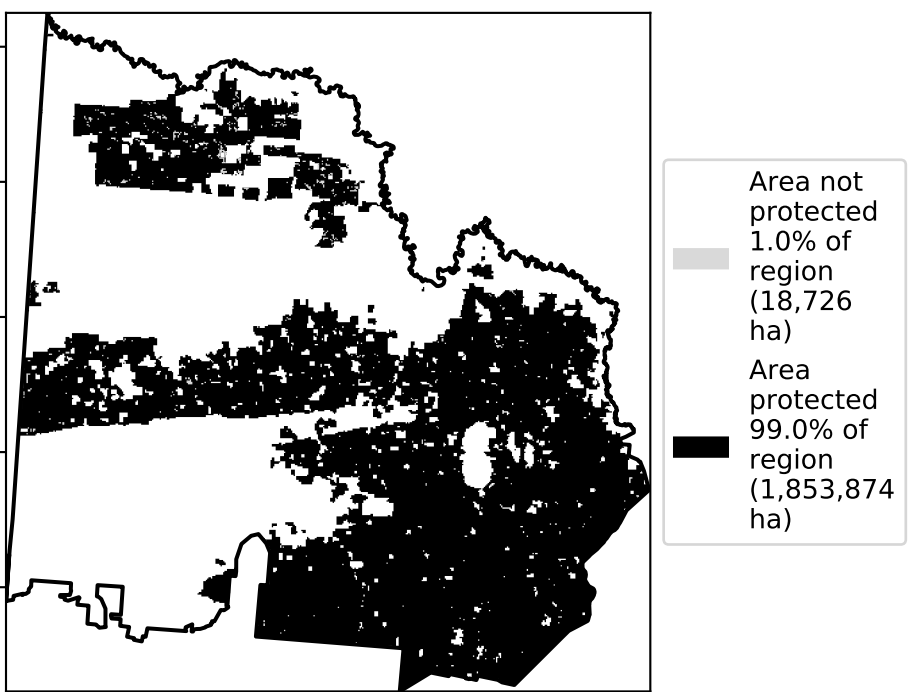 Area not
protected
1.0% of
region
(18,726
ha)
Area
protected
99.0% of
region
(1,853,874
ha)